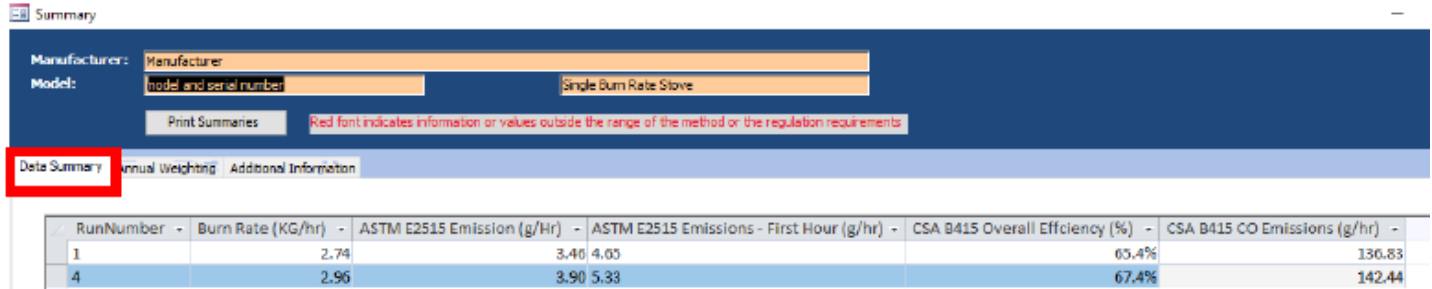 Summary
Manufacturer: Manufacturer
Model: model and serial number Single Burn Rate Stove
Print Summaries Red font indicates information or values outside the range of the method or the regulation requirements
Data Summary Annual Weighting Additional Information
RunNumber Burn Rate (KG/hr) ASTM E2515 Emission (g/Hr) ASTM E2515 Emissions - First Hour (g/hr) CSA B415 Overall Effciency (%) CSA B415 CO Emissions (g/hr)
1 2.74 3.46 4.65 65.4% 136.83
4 2.96 3.90 5.33 67.4% 142.44